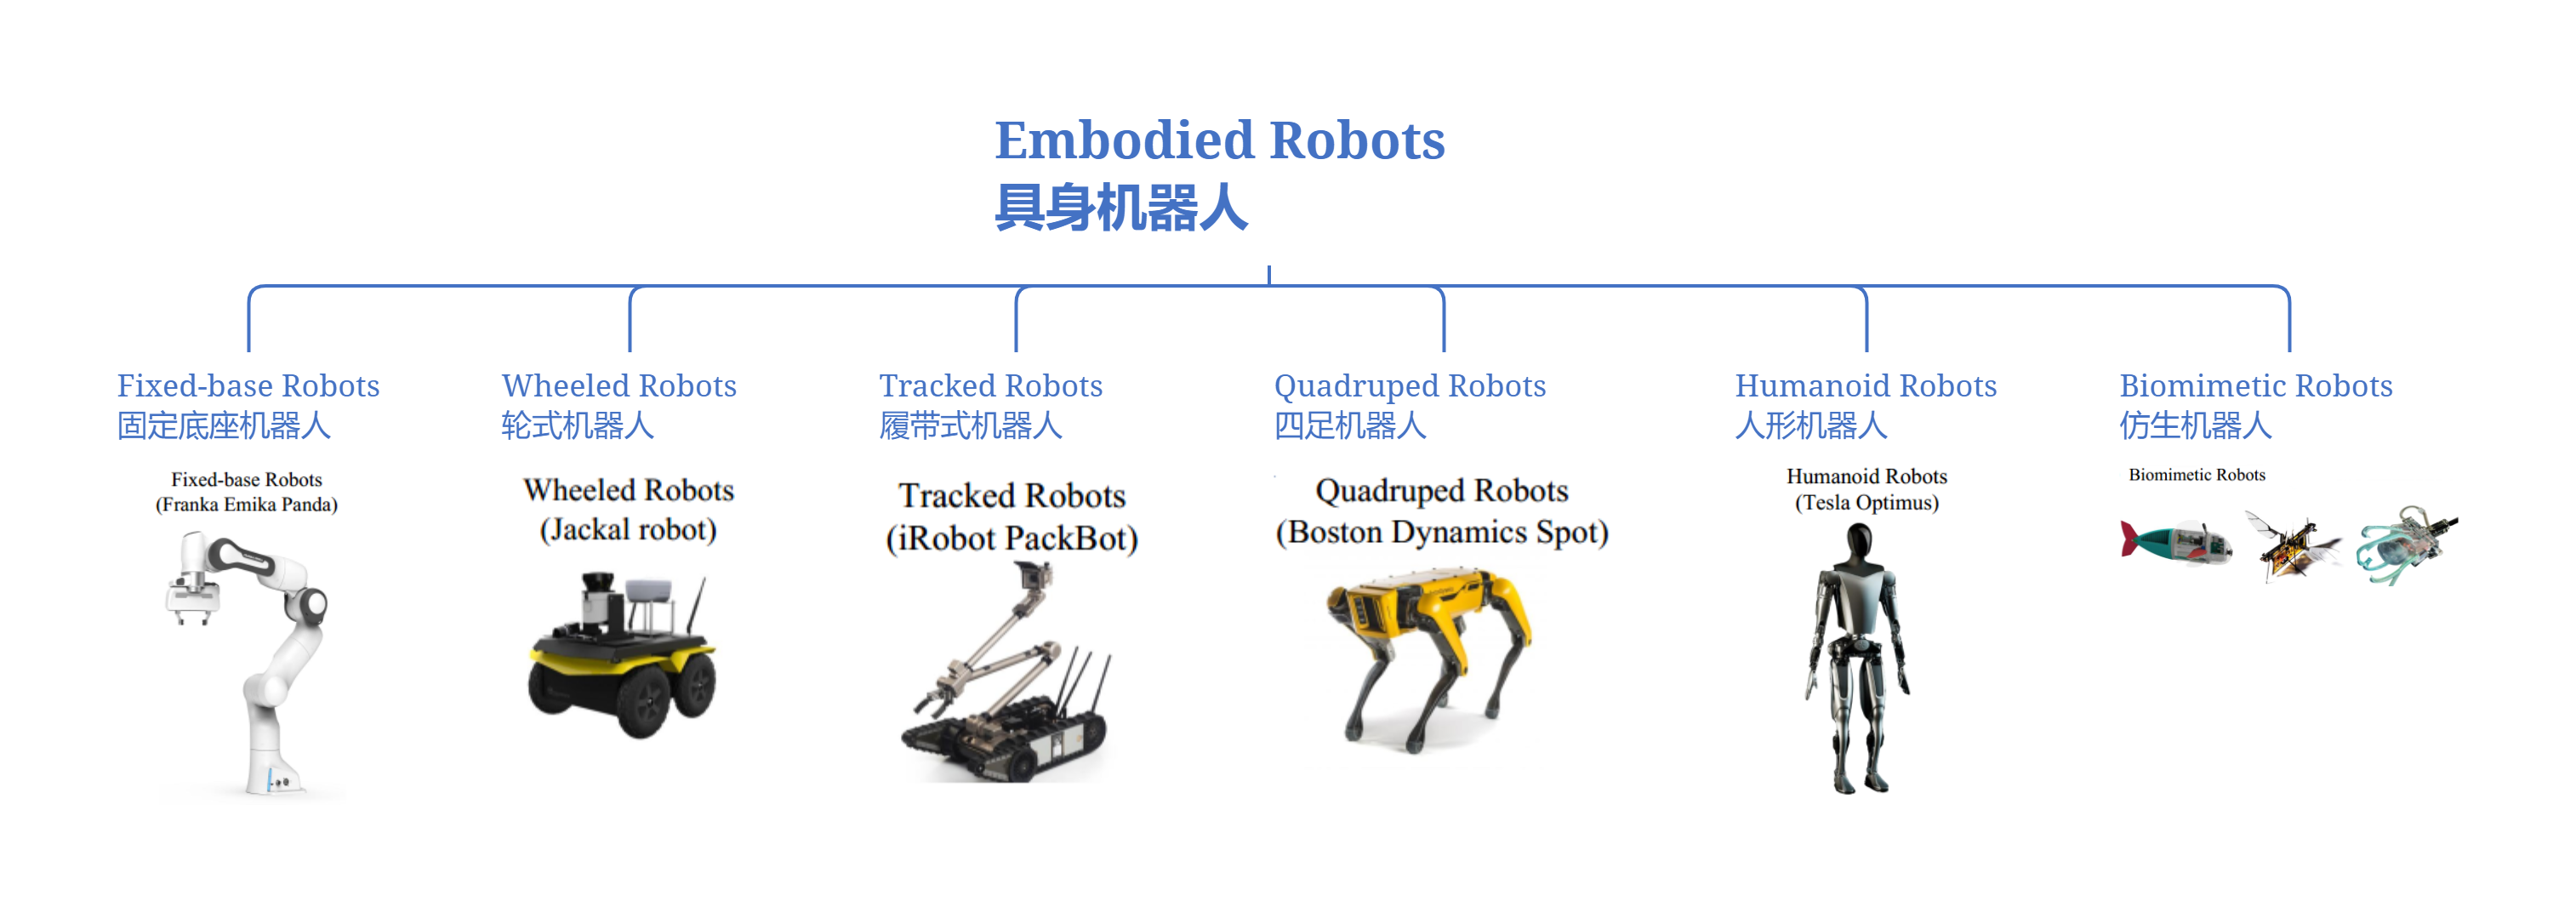 Embodied Robots
具身机器人
Fixed-base Robots
固定底座机器人
Fixed-base Robots
(Franka Emika Panda)
Wheeled Robots
轮式机器人
Wheeled Robots
(Jackal robot)
Tracked Robots
履带式机器人
Tracked Robots
(iRobot PackBot)
Quadruped Robots
四足机器人
Quadruped Robots
(Boston Dynamics Spot)
Humanoid Robots
人形机器人
Humanoid Robots
(Tesla Optimus)
Biomimetic Robots
仿生机器人
Biomimetic Robots